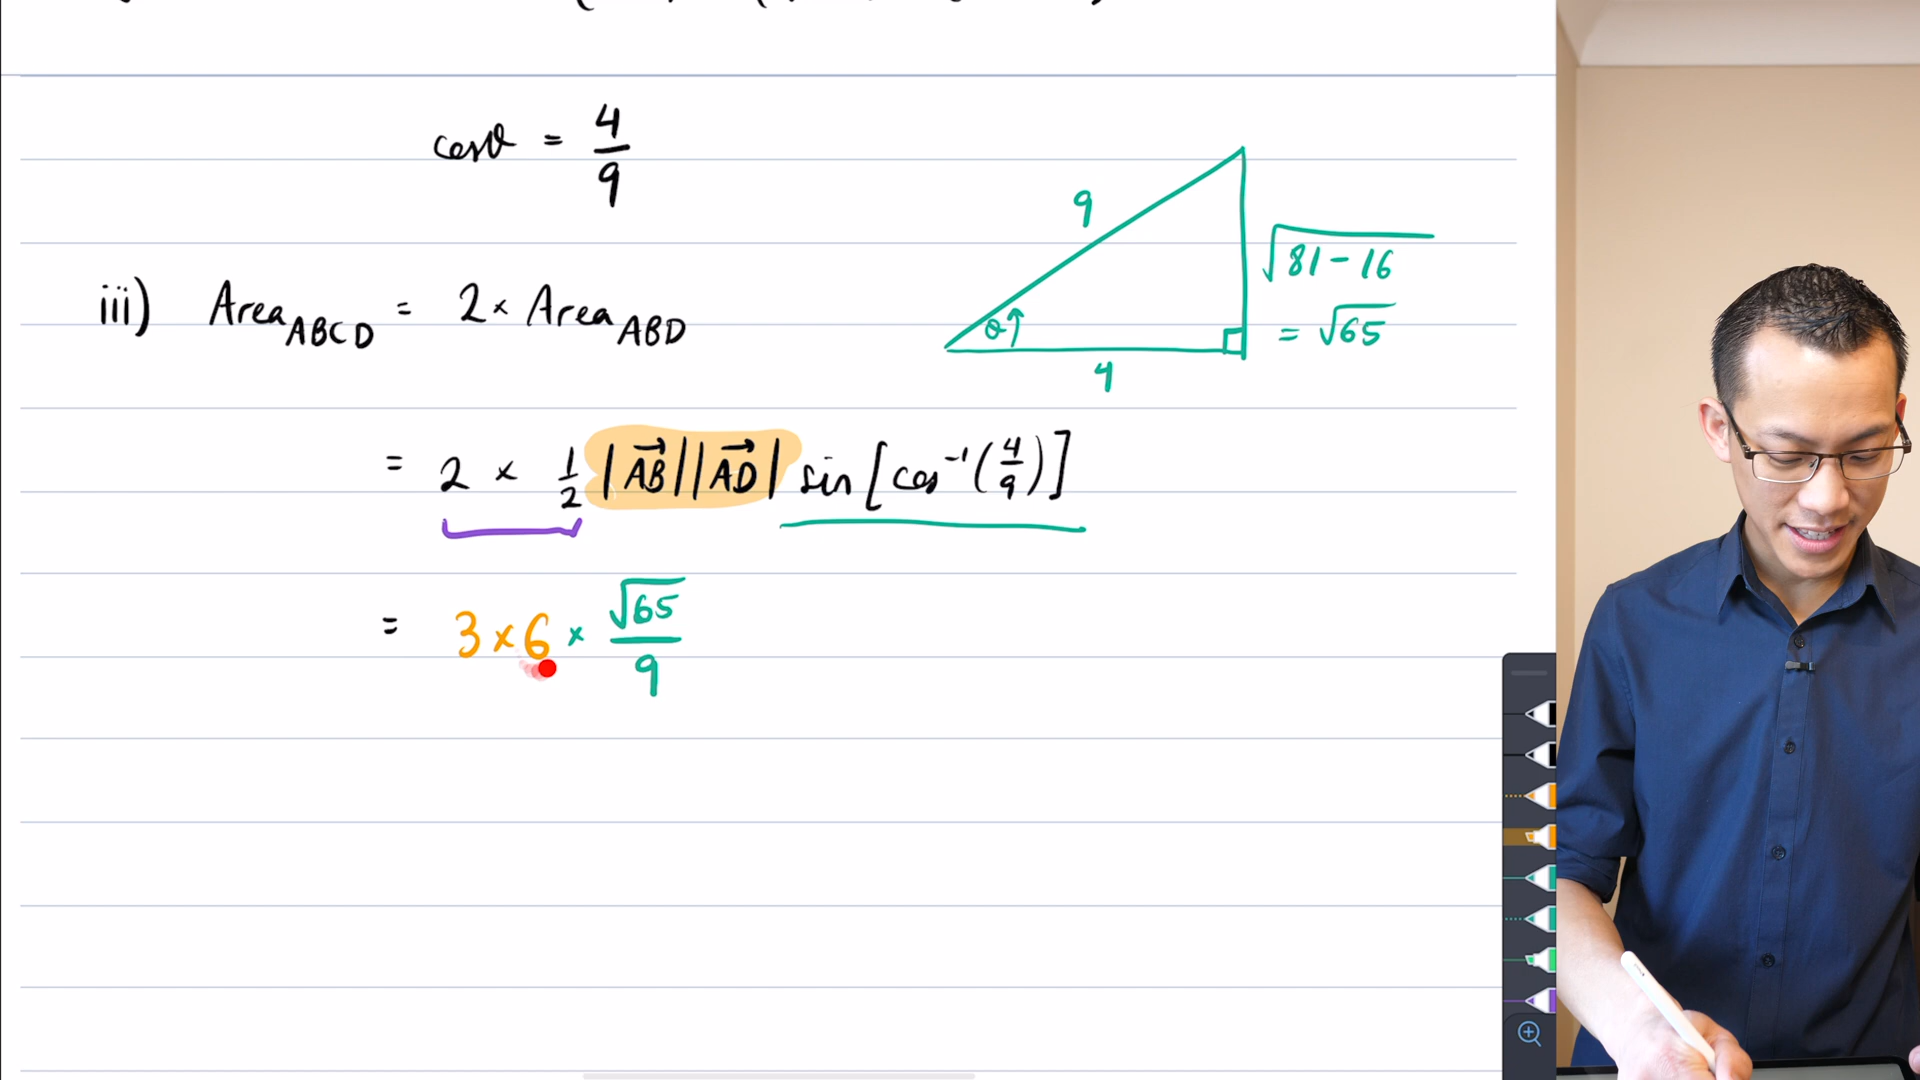 cosθ = 4/9
9
√(81 - 16)
= √65
θ
4
iii) Area_ABCD = 2 × Area_ABD
= 2 × 1/2 |AB→||AD→| sin[cos⁻¹(4/9)]
= 3 × 6 × √65/9